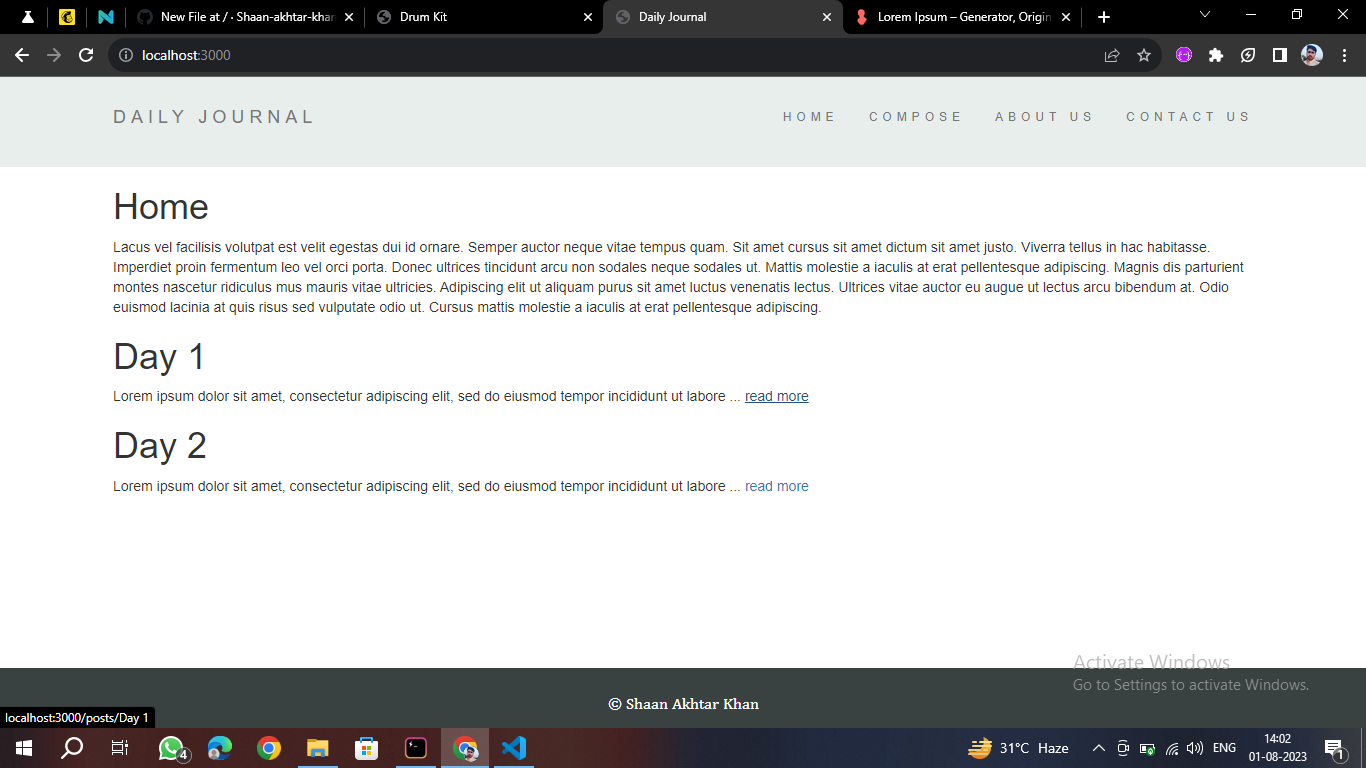 New File at / · Shaan-akhtar-khan
Drum Kit
Daily Journal
Lorem Ipsum – Generator, Origin
localhost:3000
DAILY JOURNAL
HOME
COMPOSE
ABOUT US
CONTACT US
Home
Lacus vel facilisis volutpat est velit egestas dui id ornare. Semper auctor neque vitae tempus quam. Sit amet cursus sit amet dictum sit amet justo. Viverra tellus in hac habitasse.
Imperdiet proin fermentum leo vel orci porta. Donec ultrices tincidunt arcu non sodales neque sodales ut. Mattis molestie a iaculis at erat pellentesque adipiscing. Magnis dis parturient
montes nascetur ridiculus mus mauris vitae ultricies. Adipiscing elit ut aliquam purus sit amet luctus venenatis lectus. Ultrices vitae auctor eu augue ut lectus arcu bibendum at. Odio
euismod lacinia at quis risus sed vulputate odio ut. Cursus mattis molestie a iaculis at erat pellentesque adipiscing.
Day 1
Lorem ipsum dolor sit amet, consectetur adipiscing elit, sed do eiusmod tempor incididunt ut labore ... read more
Day 2
Lorem ipsum dolor sit amet, consectetur adipiscing elit, sed do eiusmod tempor incididunt ut labore ... read more
Activate Windows
Go to Settings to activate Windows.
© Shaan Akhtar Khan
localhost:3000/posts/Day 1
4
31°C Haze
ENG
14:02
01-08-2023
1